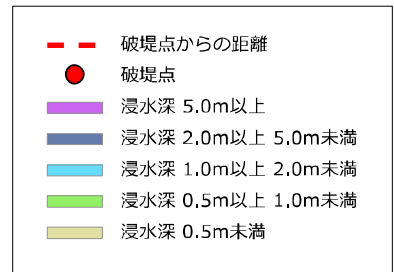 破堤点からの距離
破堤点
浸水深 5.0m以上
浸水深 2.0m以上 5.0m未満
浸水深 1.0m以上 2.0m未満
浸水深 0.5m以上 1.0m未満
浸水深 0.5m未満